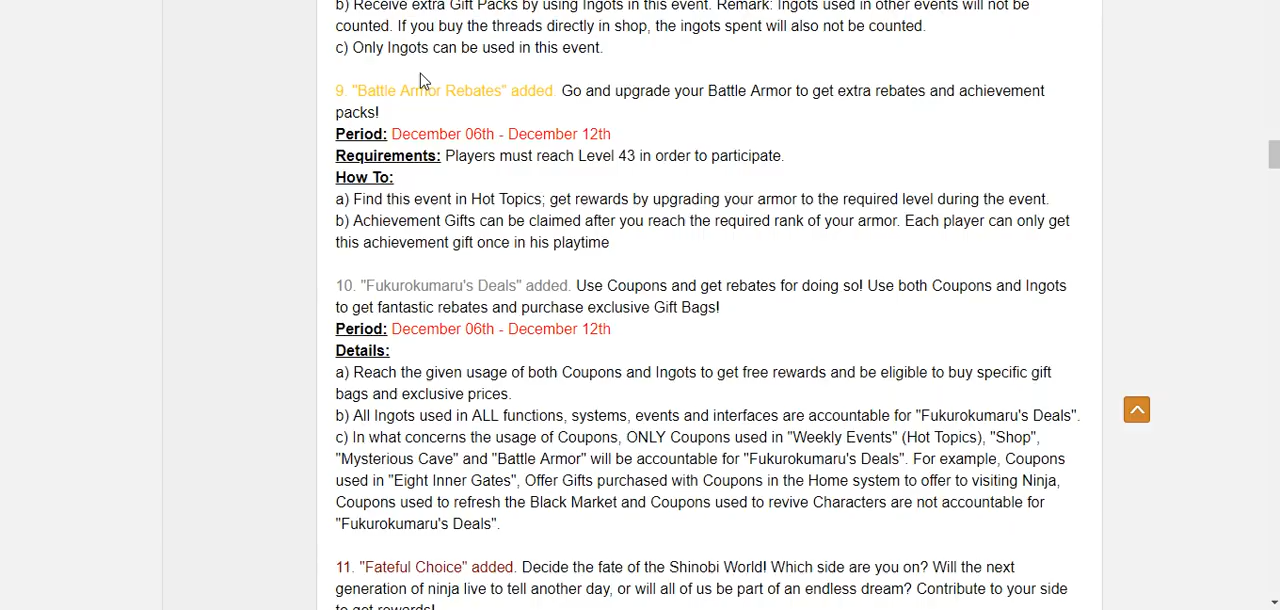 b) Receive extra Gift Packs by using Ingots in this event. Remark: Ingots used in other events will not be
counted. If you buy the threads directly in shop, the ingots spent will also not be counted.
c) Only Ingots can be used in this event.
9. "Battle Armor Rebates" added. Go and upgrade your Battle Armor to get extra rebates and achievement
packs!
Period: December 06th - December 12th
Requirements: Players must reach Level 43 in order to participate.
How To:
a) Find this event in Hot Topics; get rewards by upgrading your armor to the required level during the event.
b) Achievement Gifts can be claimed after you reach the required rank of your armor. Each player can only get
this achievement gift once in his playtime
10. "Fukurokumaru's Deals" added. Use Coupons and get rebates for doing so! Use both Coupons and Ingots
to get fantastic rebates and purchase exclusive Gift Bags!
Period: December 06th - December 12th
Details:
a) Reach the given usage of both Coupons and Ingots to get free rewards and be eligible to buy specific gift
bags and exclusive prices.
b) All Ingots used in ALL functions, systems, events and interfaces are accountable for "Fukurokumaru's Deals".
c) In what concerns the usage of Coupons, ONLY Coupons used in "Weekly Events" (Hot Topics), "Shop",
"Mysterious Cave" and "Battle Armor" will be accountable for "Fukurokumaru's Deals". For example, Coupons
used in "Eight Inner Gates", Offer Gifts purchased with Coupons in the Home system to offer to visiting Ninja,
Coupons used to refresh the Black Market and Coupons used to revive Characters are not accountable for
"Fukurokumaru's Deals".
11. "Fateful Choice" added. Decide the fate of the Shinobi World! Which side are you on? Will the next
generation of ninja live to tell another day, or will all of us be part of an endless dream? Contribute to your side
to get rewards!